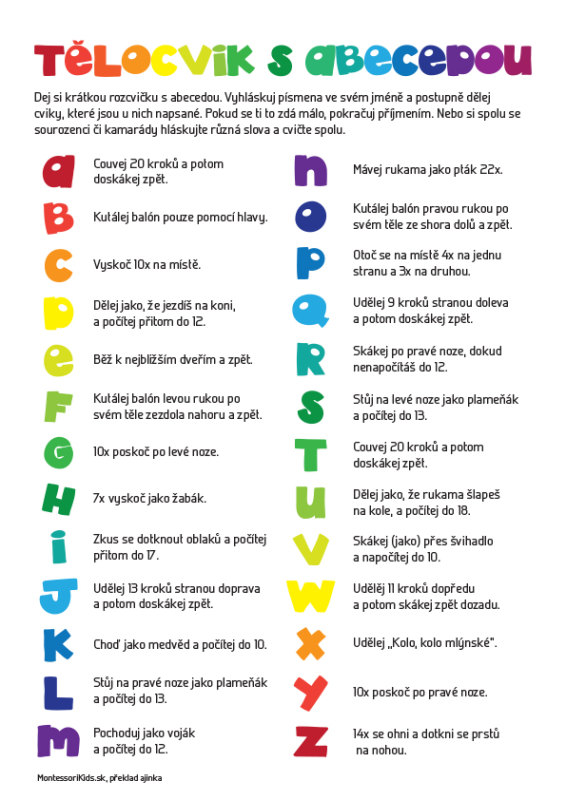 Tělocvik s abecepou
Dej si krátkou rozcvičku s abecedou. Vyhláskuj písmena ve svém jméně a postupně dělej
cviky, které jsou u nich napsané. Pokud se ti to zdá málo, pokračuj příjmením. Nebo si spolu se
sourozenci či kamarády hláskujte různá slova a cvičte spolu.
a
Couvej 20 kroků a potom
doskákej zpět.
B
Kutálej balón pouze pomocí hlavy.
C
Vyskoč 10x na místě.
D
Dělej jako, že jezdíš na koni,
a počítej přitom do 12.
e
Běž k nejbližším dveřím a zpět.
F
Kutálej balón levou rukou po
svém těle zezdola nahoru a zpět.
G
10x poskoč po levé noze.
H
7x vyskoč jako žabák.
i
Zkus se dotknout oblaků a počítej
přitom do 17.
J
Udělej 13 kroků stranou doprava
a potom doskákej zpět.
K
Choď jako medvěd a počítej do 10.
L
Stůj na pravé noze jako plameňák
a počítej do 13.
m
Pochoduj jako voják
a počítej do 12.
n
Mávej rukama jako pták 22x.
O
Kutálej balón pravou rukou po
svém těle ze shora dolů a zpět.
P
Otoč se na místě 4x na jednu
stranu a 3x na druhou.
Q
Udělej 9 kroků stranou doleva
a potom doskákej zpět.
R
Skákej po pravé noze, dokud
nenapočítáš do 12.
S
Stůj na levé noze jako plameňák
a počítej do 13.
T
Couvej 20 kroků a potom
doskákej zpět.
u
Dělej jako, že rukama šlapeš
na kole, a počítej do 18.
V
Skákej (jako) přes švihadlo
a napočítej do 10.
W
Udělěj 11 kroků dopředu
a potom skákej zpět dozadu.
X
Udělej „Kolo, kolo mlýnské“.
Y
10x poskoč po pravé noze.
Z
14x se ohni a dotkni se prstů
na nohou.
MontessoriKids.sk, překlad ajinka